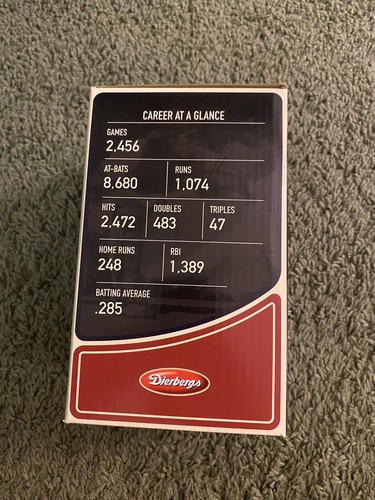 CAREER AT A GLANCE
GAMES
2,456
AT-BATS RUNS
8,680 1,074
HITS DOUBLES TRIPLES
2,472 483 47
HOME RUNS RBI
248 1,389
BATTING AVERAGE
.285
Dierbergs